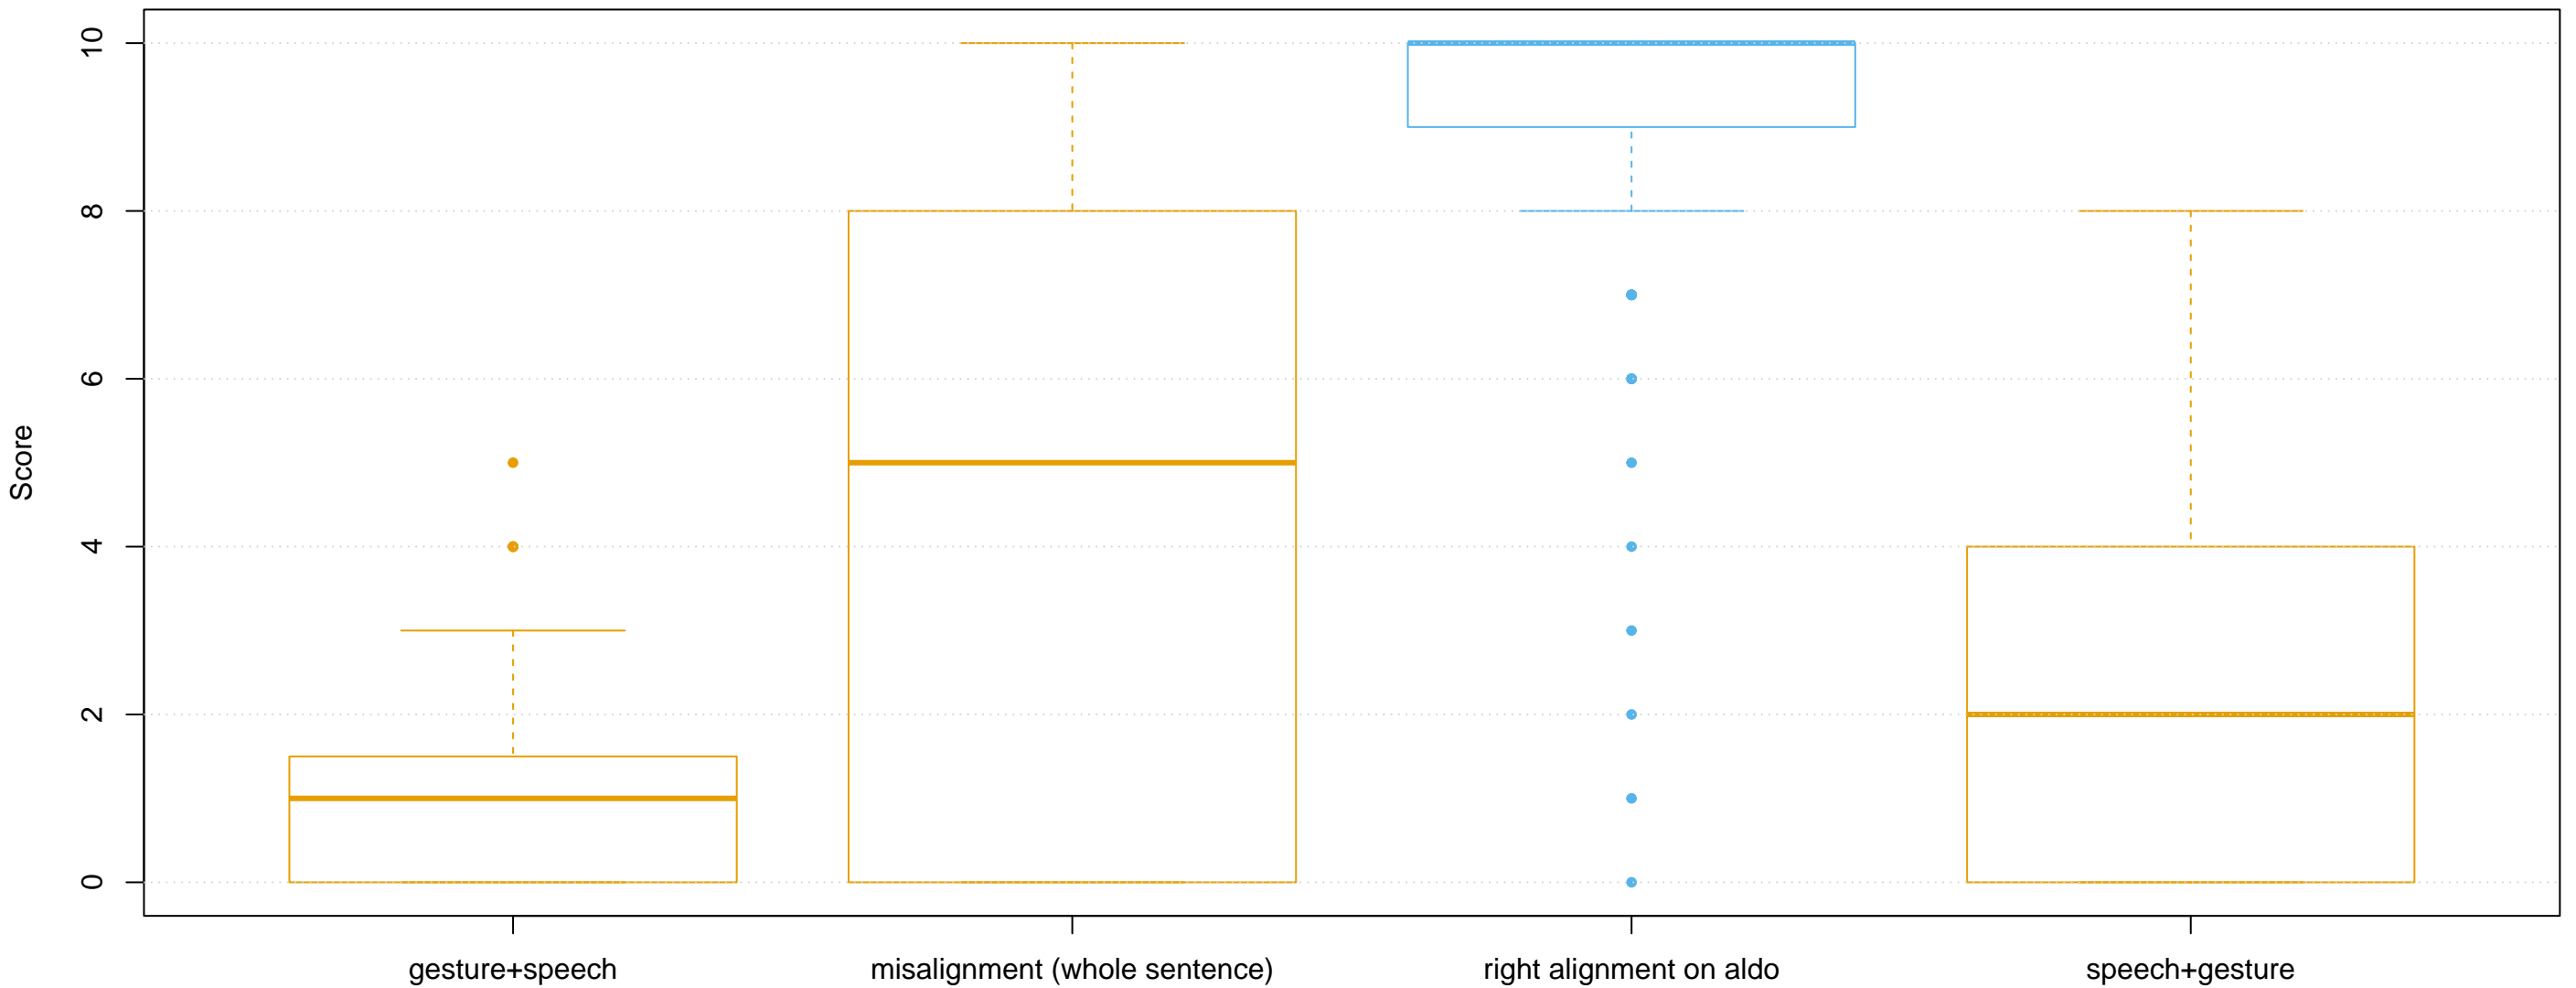 10
8
6
4
2
0
Score
gesture+speech
misalignment (whole sentence)
right alignment on aldo
speech+gesture